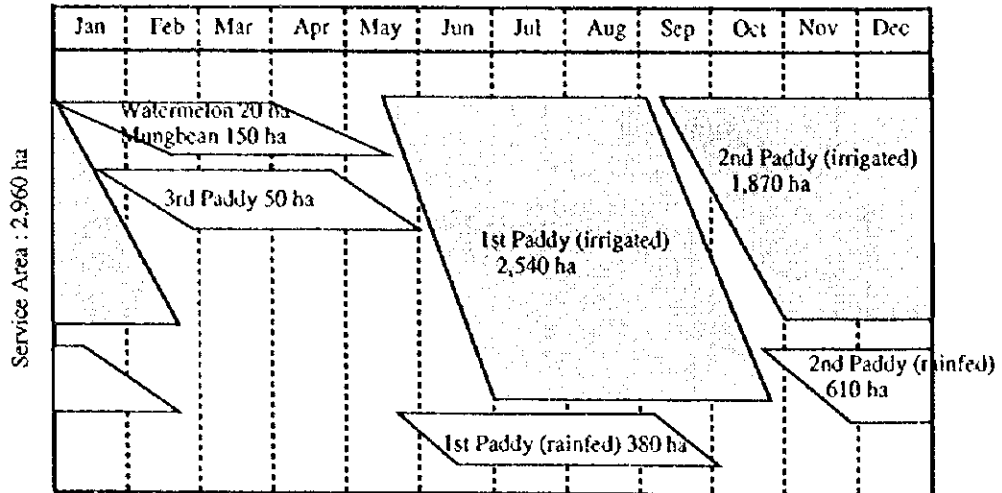 Jan Feb Mar Apr May Jun Jul Aug Sep Oct Nov Dec
Service Area : 2,960 ha
Watermelon 20 ha
Mungbean 150 ha
3rd Paddy 50 ha
1st Paddy (irrigated)
2,540 ha
2nd Paddy (irrigated)
1,870 ha
2nd Paddy (rainfed)
610 ha
1st Paddy (rainfed) 380 ha